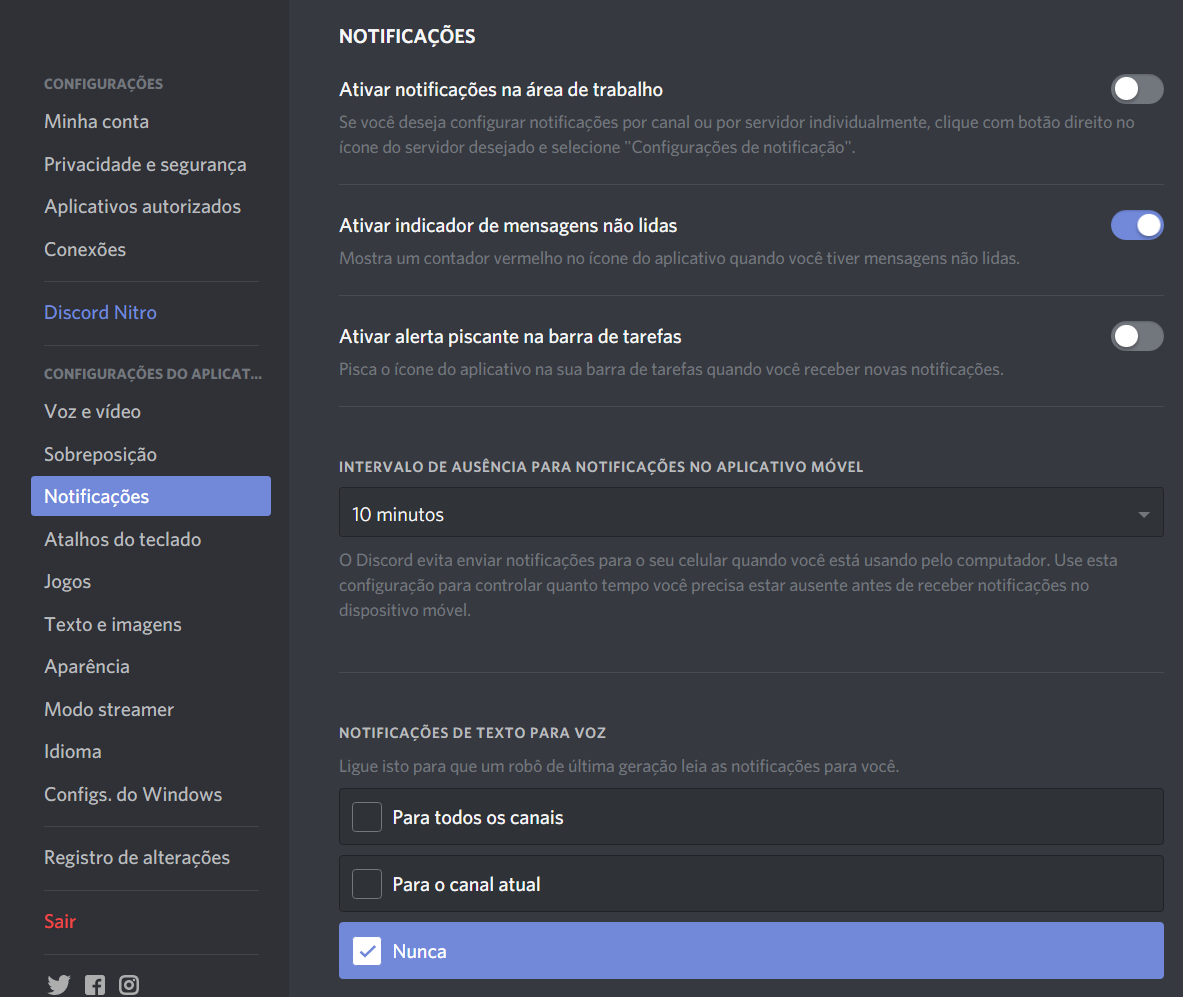 CONFIGURAÇÕES
Minha conta
Privacidade e segurança
Aplicativos autorizados
Conexões
Discord Nitro
CONFIGURAÇÕES DO APLICAT...
Voz e vídeo
Sobreposição
Notificações
Atalhos do teclado
Jogos
Texto e imagens
Aparência
Modo streamer
Idioma
Configs. do Windows
Registro de alterações
Sair
NOTIFICAÇÕES
Ativar notificações na área de trabalho
Se você deseja configurar notificações por canal ou por servidor individualmente, clique com botão direito no
ícone do servidor desejado e selecione "Configurações de notificação".
Ativar indicador de mensagens não lidas
Mostra um contador vermelho no ícone do aplicativo quando você tiver mensagens não lidas.
Ativar alerta piscante na barra de tarefas
Pisca o ícone do aplicativo na sua barra de tarefas quando você receber novas notificações.
INTERVALO DE AUSÊNCIA PARA NOTIFICAÇÕES NO APLICATIVO MÓVEL
10 minutos
O Discord evita enviar notificações para o seu celular quando você está usando pelo computador. Use esta
configuração para controlar quanto tempo você precisa estar ausente antes de receber notificações no
dispositivo móvel.
NOTIFICAÇÕES DE TEXTO PARA VOZ
Ligue isto para que um robô de última geração leia as notificações para você.
Para todos os canais
Para o canal atual
Nunca